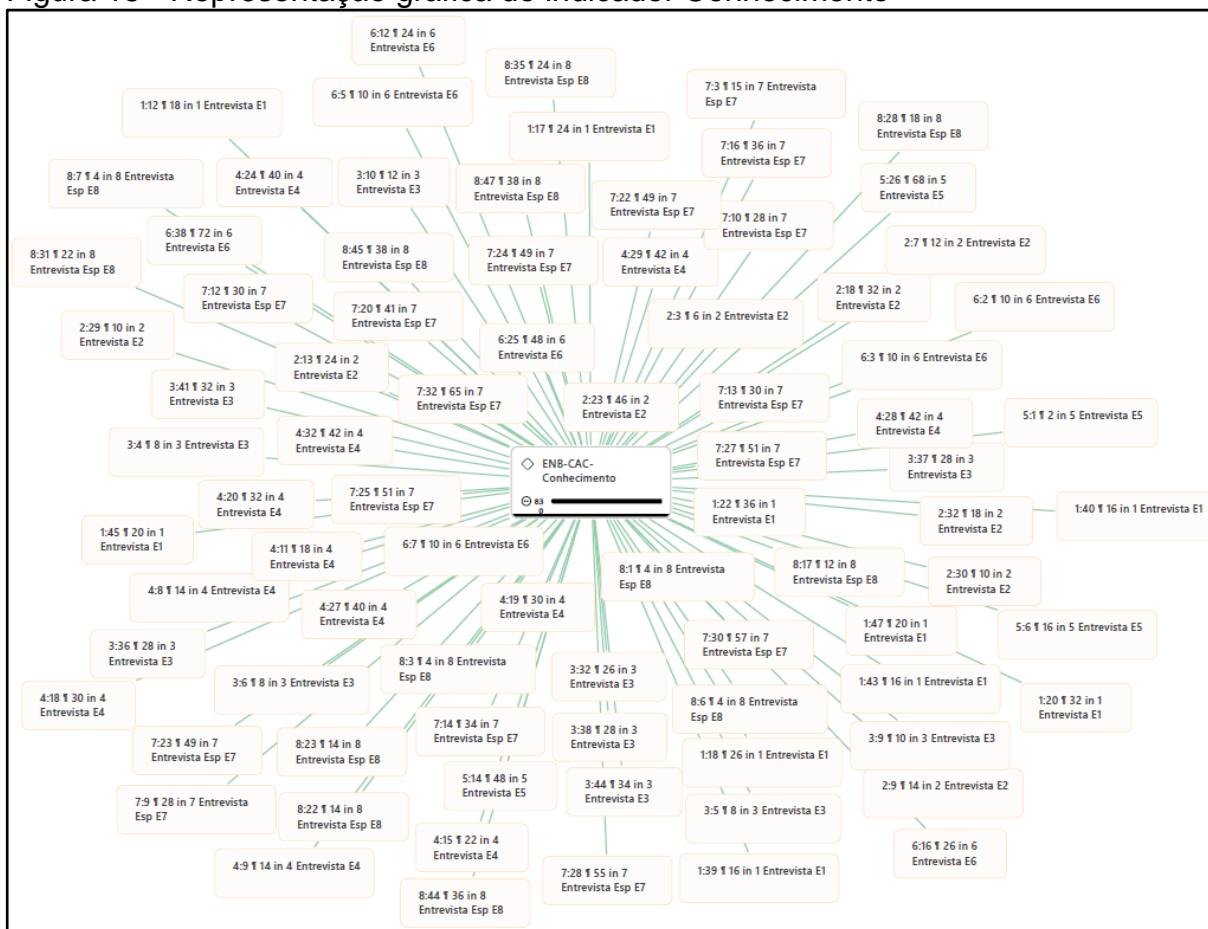 Figura 18 - Representação gráfica do Indicador Conhecimento
6:12 ¶ 24 in 6
Entrevista E6
8:35 ¶ 24 in 8
Entrevista Esp E8
7:3 ¶ 15 in 7 Entrevista
Esp E7
6:5 ¶ 10 in 6 Entrevista E6
1:12 ¶ 18 in 1 Entrevista E1
8:28 ¶ 18 in 8
Entrevista Esp E8
1:17 ¶ 24 in 1 Entrevista E1
7:16 ¶ 36 in 7
Entrevista Esp E7
8:7 ¶ 4 in 8 Entrevista
Esp E8
4:24 ¶ 40 in 4
Entrevista E4
3:10 ¶ 12 in 3
Entrevista E3
8:47 ¶ 38 in 8
Entrevista Esp E8
7:22 ¶ 49 in 7
Entrevista Esp E7
5:26 ¶ 68 in 5
Entrevista E5
7:10 ¶ 28 in 7
Entrevista Esp E7
6:38 ¶ 72 in 6
Entrevista E6
2:7 ¶ 12 in 2 Entrevista E2
8:31 ¶ 22 in 8
Entrevista Esp E8
8:45 ¶ 38 in 8
Entrevista Esp E8
7:24 ¶ 49 in 7
Entrevista Esp E7
4:29 ¶ 42 in 4
Entrevista E4
7:12 ¶ 30 in 7
Entrevista Esp E7
2:18 ¶ 32 in 2
Entrevista E2
6:2 ¶ 10 in 6 Entrevista E6
7:20 ¶ 41 in 7
Entrevista Esp E7
2:3 ¶ 6 in 2 Entrevista E2
2:29 ¶ 10 in 2
Entrevista E2
6:25 ¶ 48 in 6
Entrevista E6
2:13 ¶ 24 in 2
Entrevista E2
6:3 ¶ 10 in 6 Entrevista E6
3:41 ¶ 32 in 3
Entrevista E3
7:32 ¶ 65 in 7
Entrevista Esp E7
2:23 ¶ 46 in 2
Entrevista E2
7:13 ¶ 30 in 7
Entrevista Esp E7
4:28 ¶ 42 in 4
Entrevista E4
5:1 ¶ 2 in 5 Entrevista E5
3:4 ¶ 8 in 3 Entrevista E3
4:32 ¶ 42 in 4
Entrevista E4
ENB-CAC-
Conhecimento
83
0
7:27 ¶ 51 in 7
Entrevista Esp E7
3:37 ¶ 28 in 3
Entrevista E3
4:20 ¶ 32 in 4
Entrevista E4
7:25 ¶ 51 in 7
Entrevista Esp E7
1:22 ¶ 36 in 1
Entrevista E1
2:32 ¶ 18 in 2
Entrevista E2
1:40 ¶ 16 in 1 Entrevista E1
1:45 ¶ 20 in 1
Entrevista E1
4:11 ¶ 18 in 4
Entrevista E4
6:7 ¶ 10 in 6 Entrevista E6
8:1 ¶ 4 in 8 Entrevista
Esp E8
8:17 ¶ 12 in 8
Entrevista Esp E8
2:30 ¶ 10 in 2
Entrevista E2
4:8 ¶ 14 in 4 Entrevista E4
4:27 ¶ 40 in 4
Entrevista E4
4:19 ¶ 30 in 4
Entrevista E4
1:47 ¶ 20 in 1
Entrevista E1
5:6 ¶ 16 in 5 Entrevista E5
3:36 ¶ 28 in 3
Entrevista E3
7:30 ¶ 57 in 7
Entrevista Esp E7
8:3 ¶ 4 in 8 Entrevista
Esp E8
3:32 ¶ 26 in 3
Entrevista E3
3:6 ¶ 8 in 3 Entrevista E3
1:43 ¶ 16 in 1 Entrevista E1
4:18 ¶ 30 in 4
Entrevista E4
8:6 ¶ 4 in 8 Entrevista
Esp E8
1:20 ¶ 32 in 1
Entrevista E1
7:14 ¶ 34 in 7
Entrevista Esp E7
3:38 ¶ 28 in 3
Entrevista E3
3:9 ¶ 10 in 3 Entrevista E3
7:23 ¶ 49 in 7
Entrevista Esp E7
8:23 ¶ 14 in 8
Entrevista Esp E8
1:18 ¶ 26 in 1 Entrevista E1
5:14 ¶ 48 in 5
Entrevista E5
3:44 ¶ 34 in 3
Entrevista E3
2:9 ¶ 14 in 2 Entrevista E2
7:9 ¶ 28 in 7 Entrevista
Esp E7
8:22 ¶ 14 in 8
Entrevista Esp E8
3:5 ¶ 8 in 3 Entrevista E3
4:15 ¶ 22 in 4
Entrevista E4
6:16 ¶ 26 in 6
Entrevista E6
4:9 ¶ 14 in 4 Entrevista E4
7:28 ¶ 55 in 7
Entrevista Esp E7
1:39 ¶ 16 in 1 Entrevista E1
8:44 ¶ 36 in 8
Entrevista Esp E8